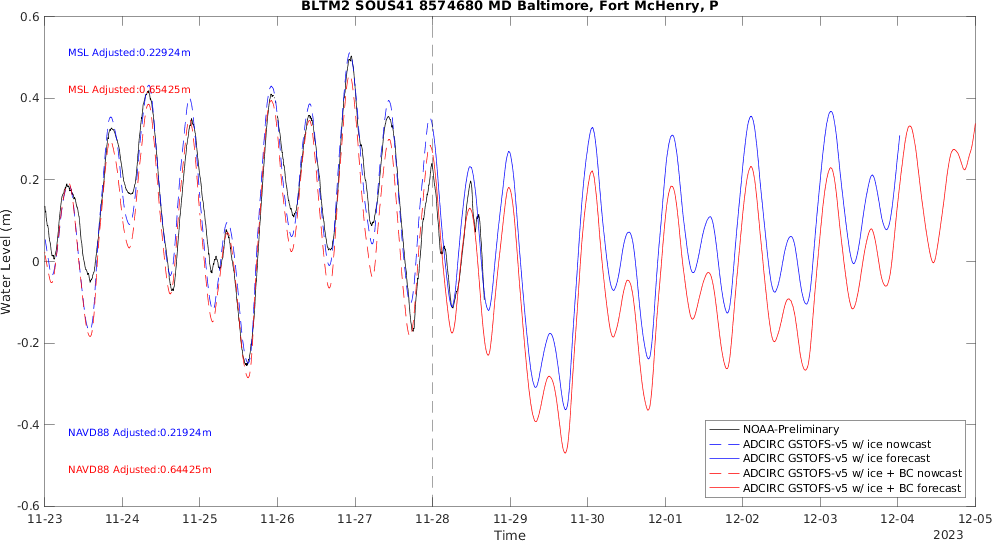 BLTM2 SOUS41 8574680 MD Baltimore, Fort McHenry, P
MSL Adjusted:0.22924m
MSL Adjusted:0.65425m
NAVD88 Adjusted:0.21924m
NAVD88 Adjusted:0.64425m
Water Level (m)
0.6
0.4
0.2
0
-0.2
-0.4
-0.6
NOAA-Preliminary
ADCIRC GSTOFS-v5 w/ ice nowcast
ADCIRC GSTOFS-v5 w/ ice forecast
ADCIRC GSTOFS-v5 w/ ice + BC nowcast
ADCIRC GSTOFS-v5 w/ ice + BC forecast
11-23 11-24 11-25 11-26 11-27 11-28 11-29 11-30 12-01 12-02 12-03 12-04 12-05
Time
2023